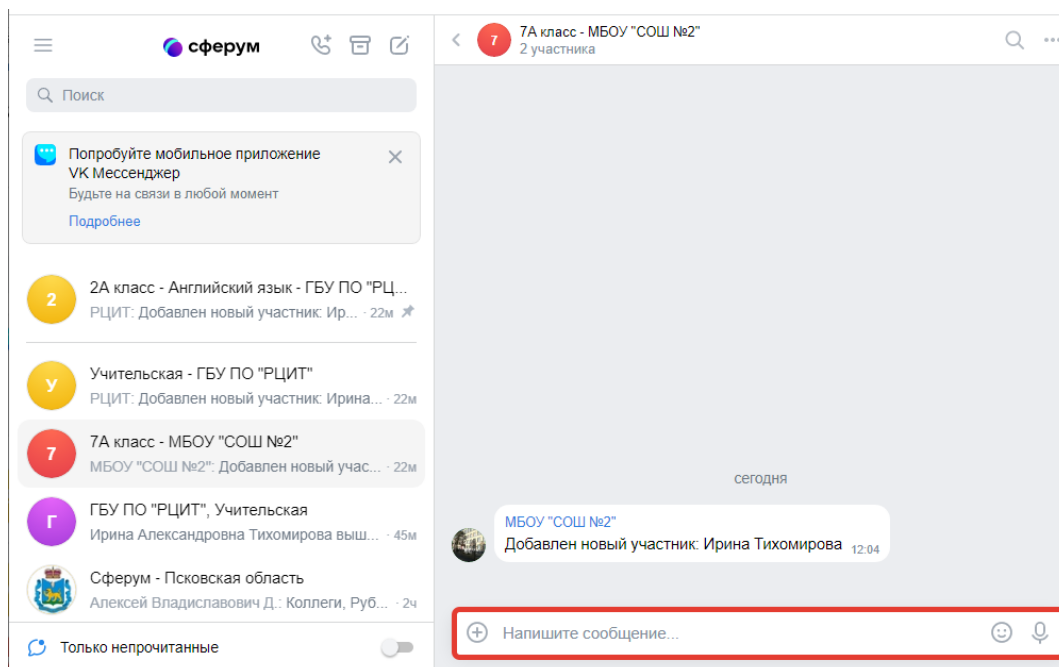 сферум
Поиск
Попробуйте мобильное приложение
VK Мессенджер
Будьте на связи в любой момент
Подробнее
2
2А класс - Английский язык - ГБУ ПО "РЦ...
РЦИТ: Добавлен новый участник: Ир... · 22м
У
Учительская - ГБУ ПО "РЦИТ"
РЦИТ: Добавлен новый участник: Ирина... · 22м
7
7А класс - МБОУ "СОШ №2"
МБОУ "СОШ №2": Добавлен новый учас... · 22м
Г
ГБУ ПО "РЦИТ", Учительская
Ирина Александровна Тихомирова выш... · 45м
Сферум - Псковская область
Алексей Владиславович Д.: Коллеги, Руб... · 2ч
Только непрочитанные
7
7А класс - МБОУ "СОШ №2"
2 участника
сегодня
МБОУ "СОШ №2"
Добавлен новый участник: Ирина Тихомирова 12:04
Напишите сообщение...